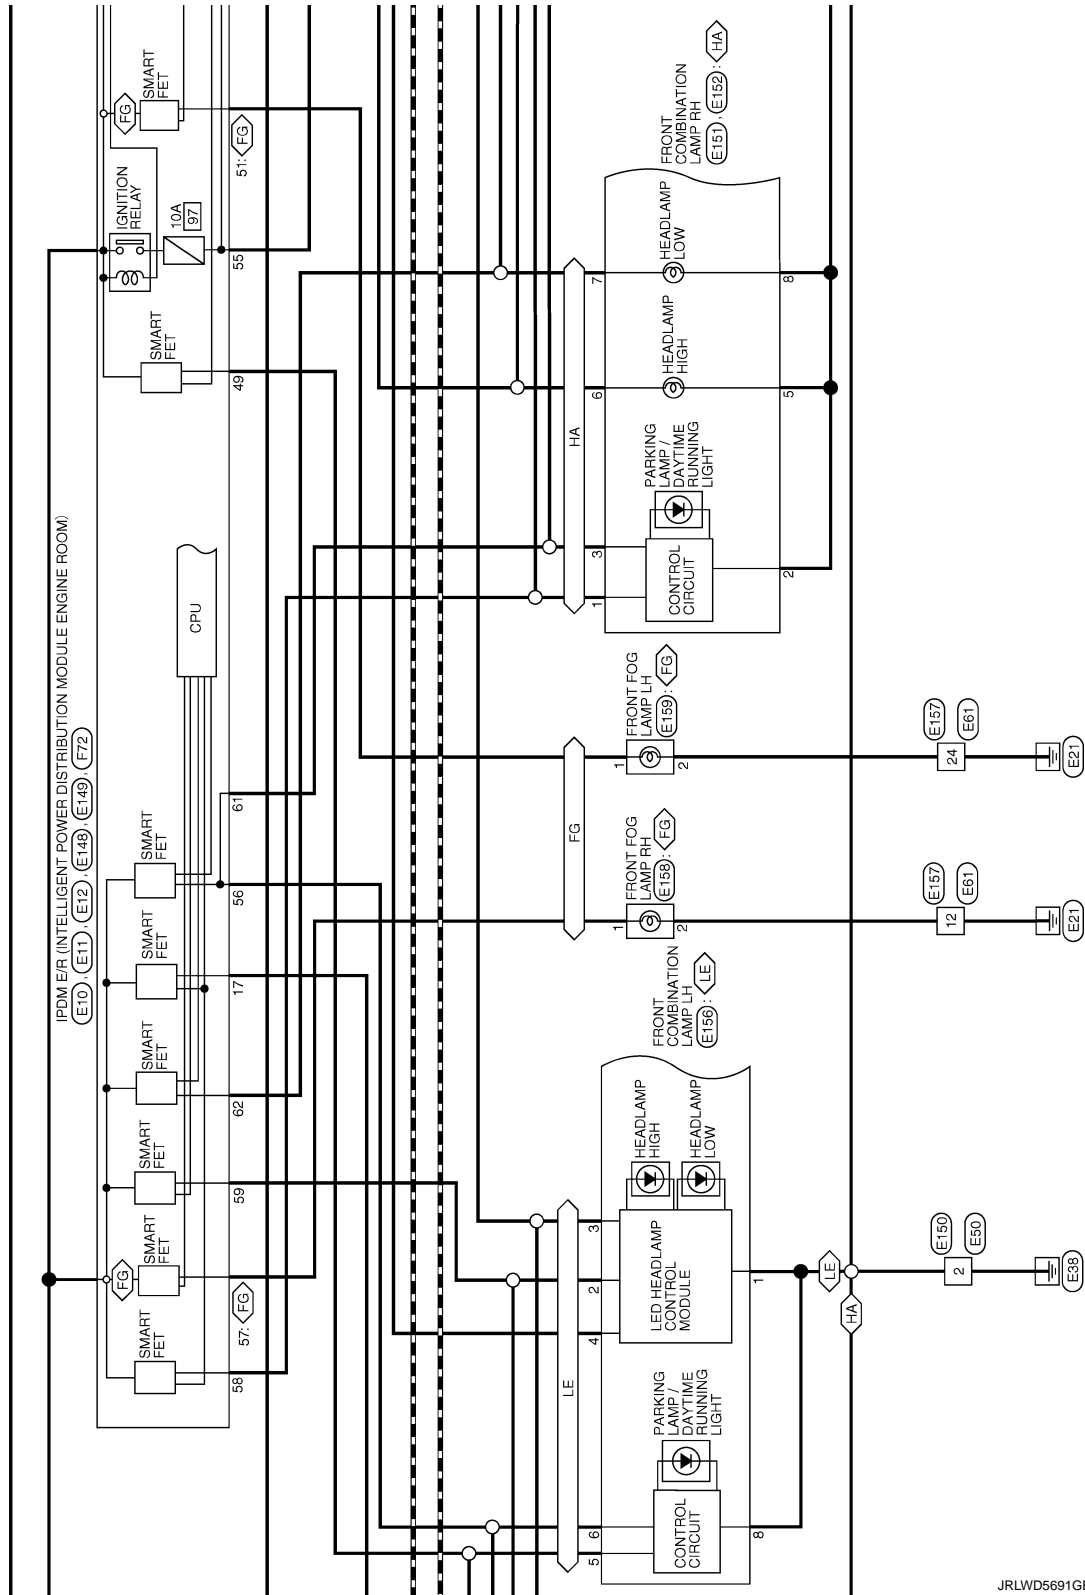 IPDM E/R (INTELLIGENT POWER DISTRIBUTION MODULE ENGINE ROOM)
E10 , E11 , E12 , E148 , E149 , F72
SMART
FET
58
FG
SMART
FET
57: FG
SMART
FET
59
SMART
FET
62
SMART
FET
17
SMART
FET
56
61
CPU
SMART
FET
49
IGNITION
RELAY
10A
97
55
FG
SMART
FET
51: FG
LE
FG
HA
FRONT
COMBINATION
LAMP LH
E156 : LE
5
6
4
2
3
CONTROL
CIRCUIT
PARKING
LAMP /
DAYTIME
RUNNING
LIGHT
LED HEADLAMP
CONTROL
MODULE
HEADLAMP
HIGH
HEADLAMP
LOW
8
1
LE
HA
2
E150
E50
E38
FRONT FOG
LAMP RH
E158 : FG
1
2
12
E157
E61
E21
FRONT FOG
LAMP LH
E159 : FG
1
2
24
E157
E61
E21
FRONT
COMBINATION
LAMP RH
E151 , E152 : HA
1
3
6
7
CONTROL
CIRCUIT
PARKING
LAMP /
DAYTIME
RUNNING
LIGHT
HEADLAMP
HIGH
HEADLAMP
LOW
2
5
8
JRLWD5691GI